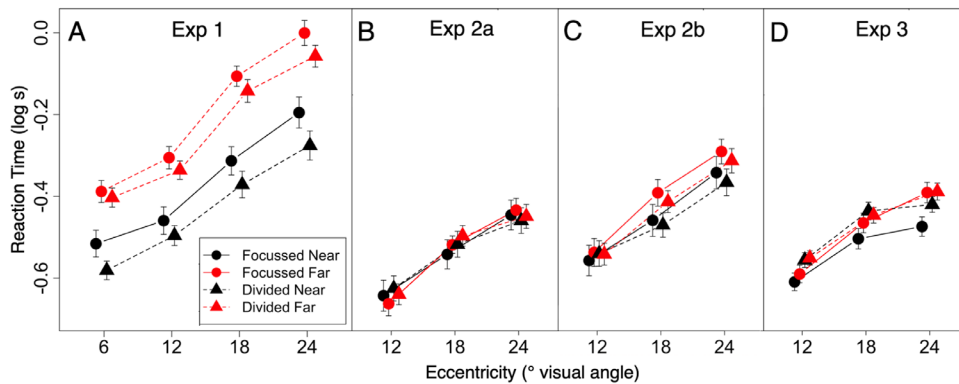 A Exp 1
B Exp 2a
C Exp 2b
D Exp 3
Reaction Time (log s)
0.0
-0.2
-0.4
-0.6
Focussed Near
Focussed Far
Divided Near
Divided Far
6 12 18 24
12 18 24
12 18 24
12 18 24
Eccentricity (° visual angle)